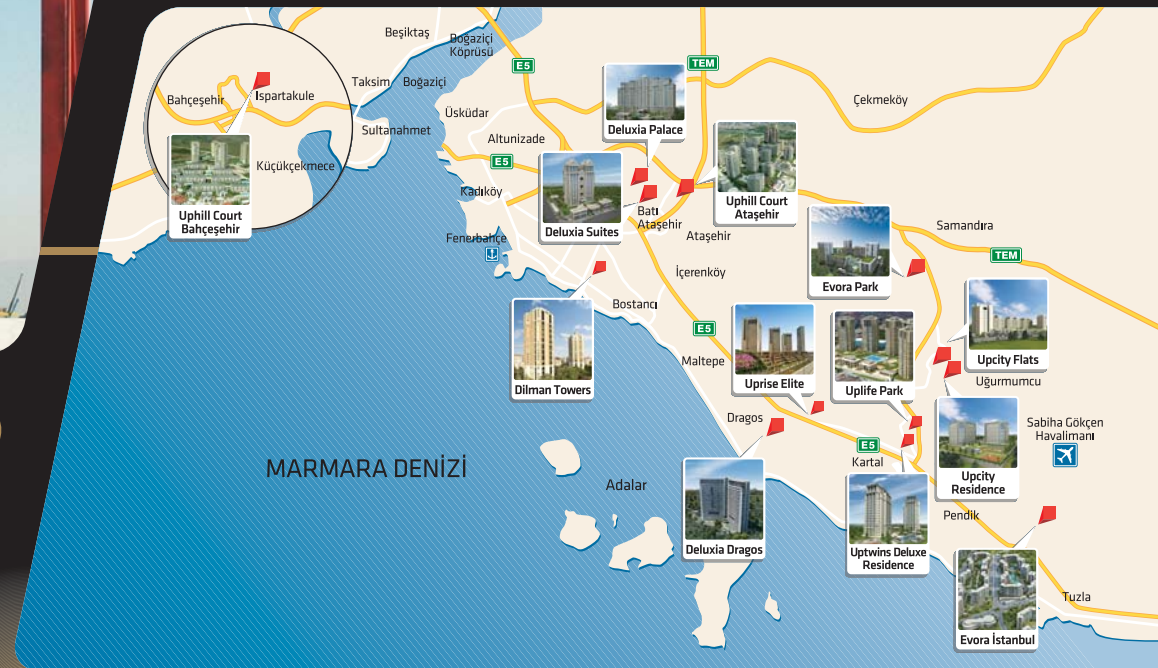 Beşiktaş
Boğaziçi
Köprüsü
E5
TEM
Taksim
Boğaziçi
Bahçeşehir
Ispartakule
Çekmeköy
Üsküdar
Sultanahmet
Deluxia Palace
Altunizade
E5
Küçükçekmece
Kadıköy
Uphill Court
Ataşehir
Uphill Court
Bahçeşehir
Batı
Ataşehir
Deluxia Suites
Samandıra
Fenerbahçe
Ataşehir
TEM
İçerenköy
Evora Park
Bostancı
E5
Maltepe
Upcity Flats
Uğurmumcu
Dilman Towers
Uprise Elite
Uplife Park
Dragos
Sabiha Gökçen
Havalimanı
E5
Kartal
MARMARA DENİZİ
Adalar
Upcity
Residence
Pendik
Deluxia Dragos
Uptwins Deluxe
Residence
Tuzla
Evora İstanbul